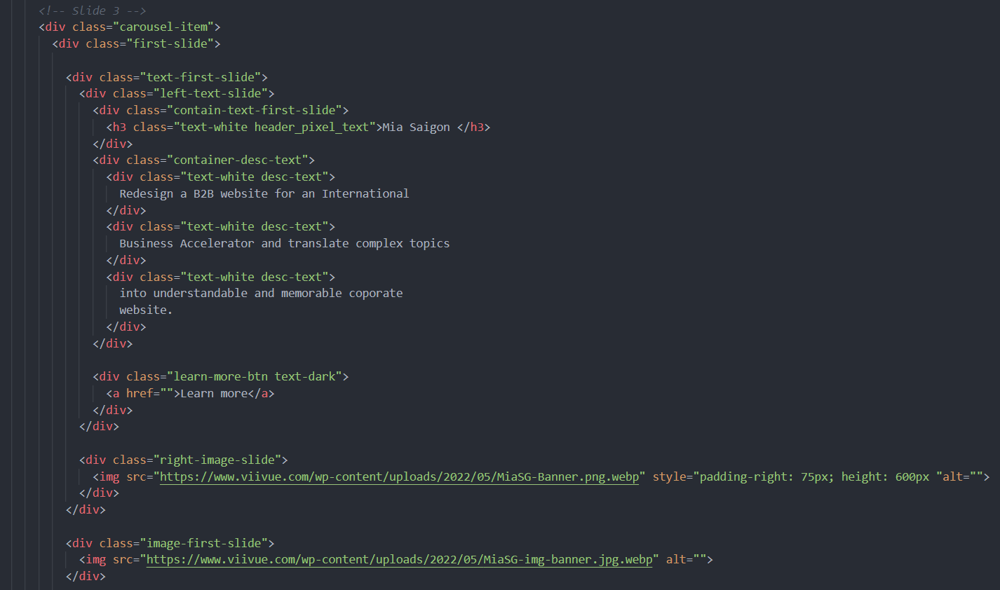 <!-- Slide 3 -->
<div class="carousel-item">
<div class="first-slide">
<div class="text-first-slide">
<div class="left-text-slide">
<div class="contain-text-first-slide">
<h3 class="text-white header_pixel_text">Mia Saigon </h3>
</div>
<div class="container-desc-text">
<div class="text-white desc-text">
Redesign a B2B website for an International
</div>
<div class="text-white desc-text">
Business Accelerator and translate complex topics
</div>
<div class="text-white desc-text">
into understandable and memorable coporate
website.
</div>
</div>
<div class="learn-more-btn text-dark">
<a href="">Learn more</a>
</div>
</div>
<div class="right-image-slide">
<img src="https://www.viivue.com/wp-content/uploads/2022/05/MiaSG-Banner.png.webp" style="padding-right: 75px; height: 600px "alt="">
</div>
</div>
<div class="image-first-slide">
<img src="https://www.viivue.com/wp-content/uploads/2022/05/MiaSG-img-banner.jpg.webp" alt="">
</div>